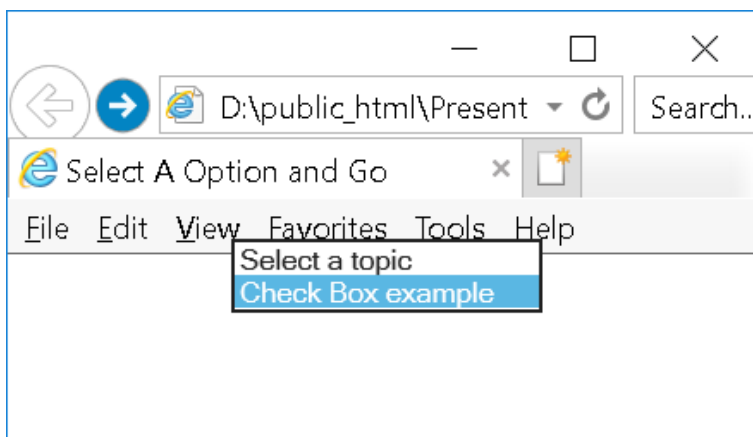 D:\public_html\Present
Search..
Select A Option and Go
File Edit View Favorites Tools Help
Select a topic
Check Box example